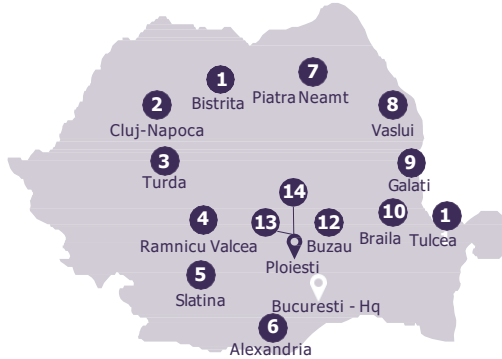 1
Bistrita
7
Piatra Neamt
2
Cluj-Napoca
8
Vaslui
3
Turda
9
Galati
14
4
Ramnicu Valcea
13
12
Buzau
10
Braila
1
Tulcea
Ploiesti
5
Slatina
Bucuresti - Hq
6
Alexandria